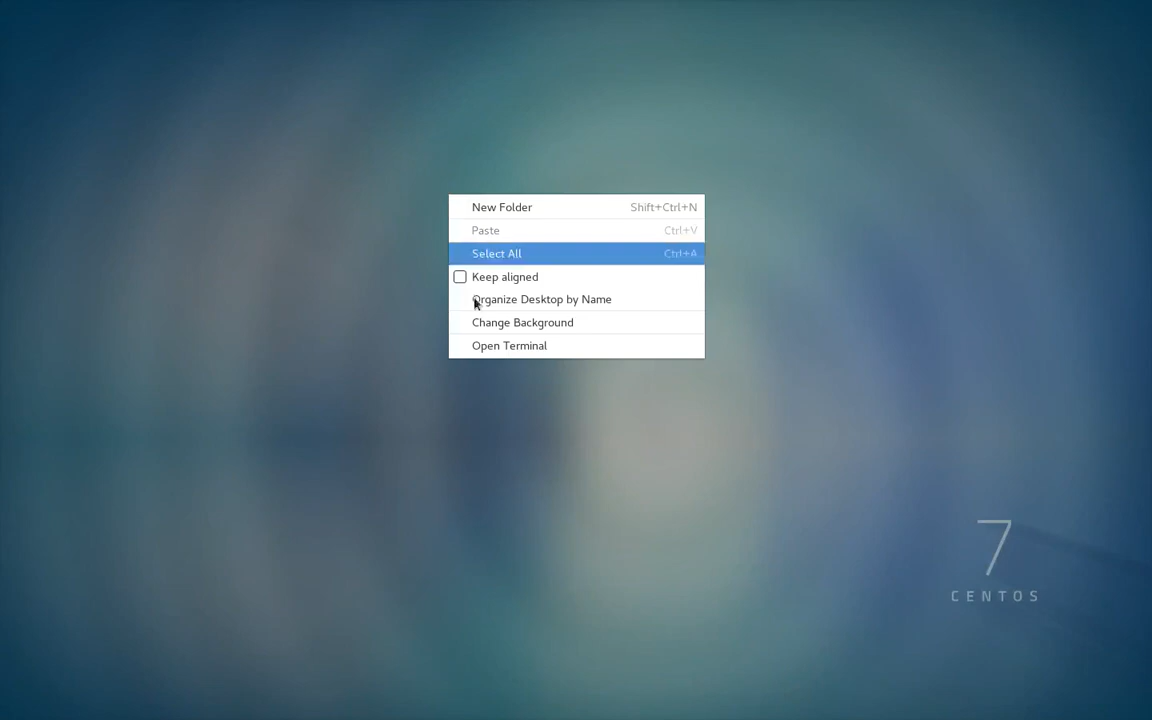 New Folder Shift+Ctrl+N
Paste Ctrl+V
Select All Ctrl+A
Keep aligned
Organize Desktop by Name
Change Background
Open Terminal
7
CENTOS